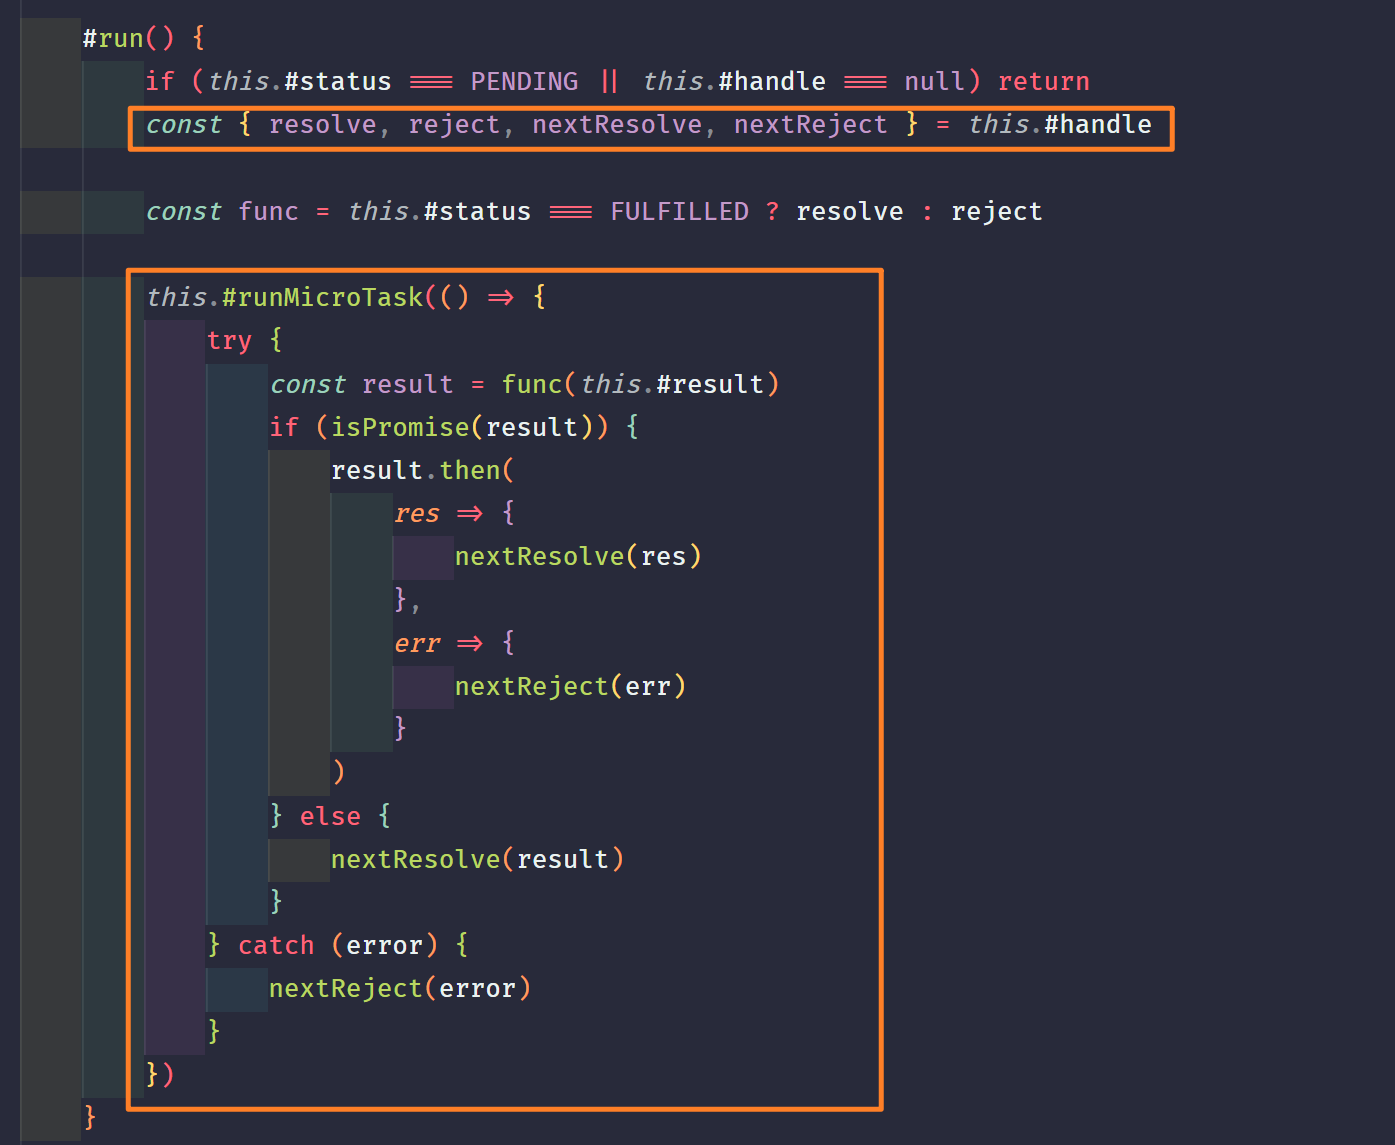 #run() {
if (this.#status === PENDING || this.#handle === null) return
const { resolve, reject, nextResolve, nextReject } = this.#handle
const func = this.#status === FULFILLED ? resolve : reject
this.#runMicroTask(() => {
try {
const result = func(this.#result)
if (isPromise(result)) {
result.then(
res => {
nextResolve(res)
},
err => {
nextReject(err)
}
)
} else {
nextResolve(result)
}
} catch (error) {
nextReject(error)
}
})
}